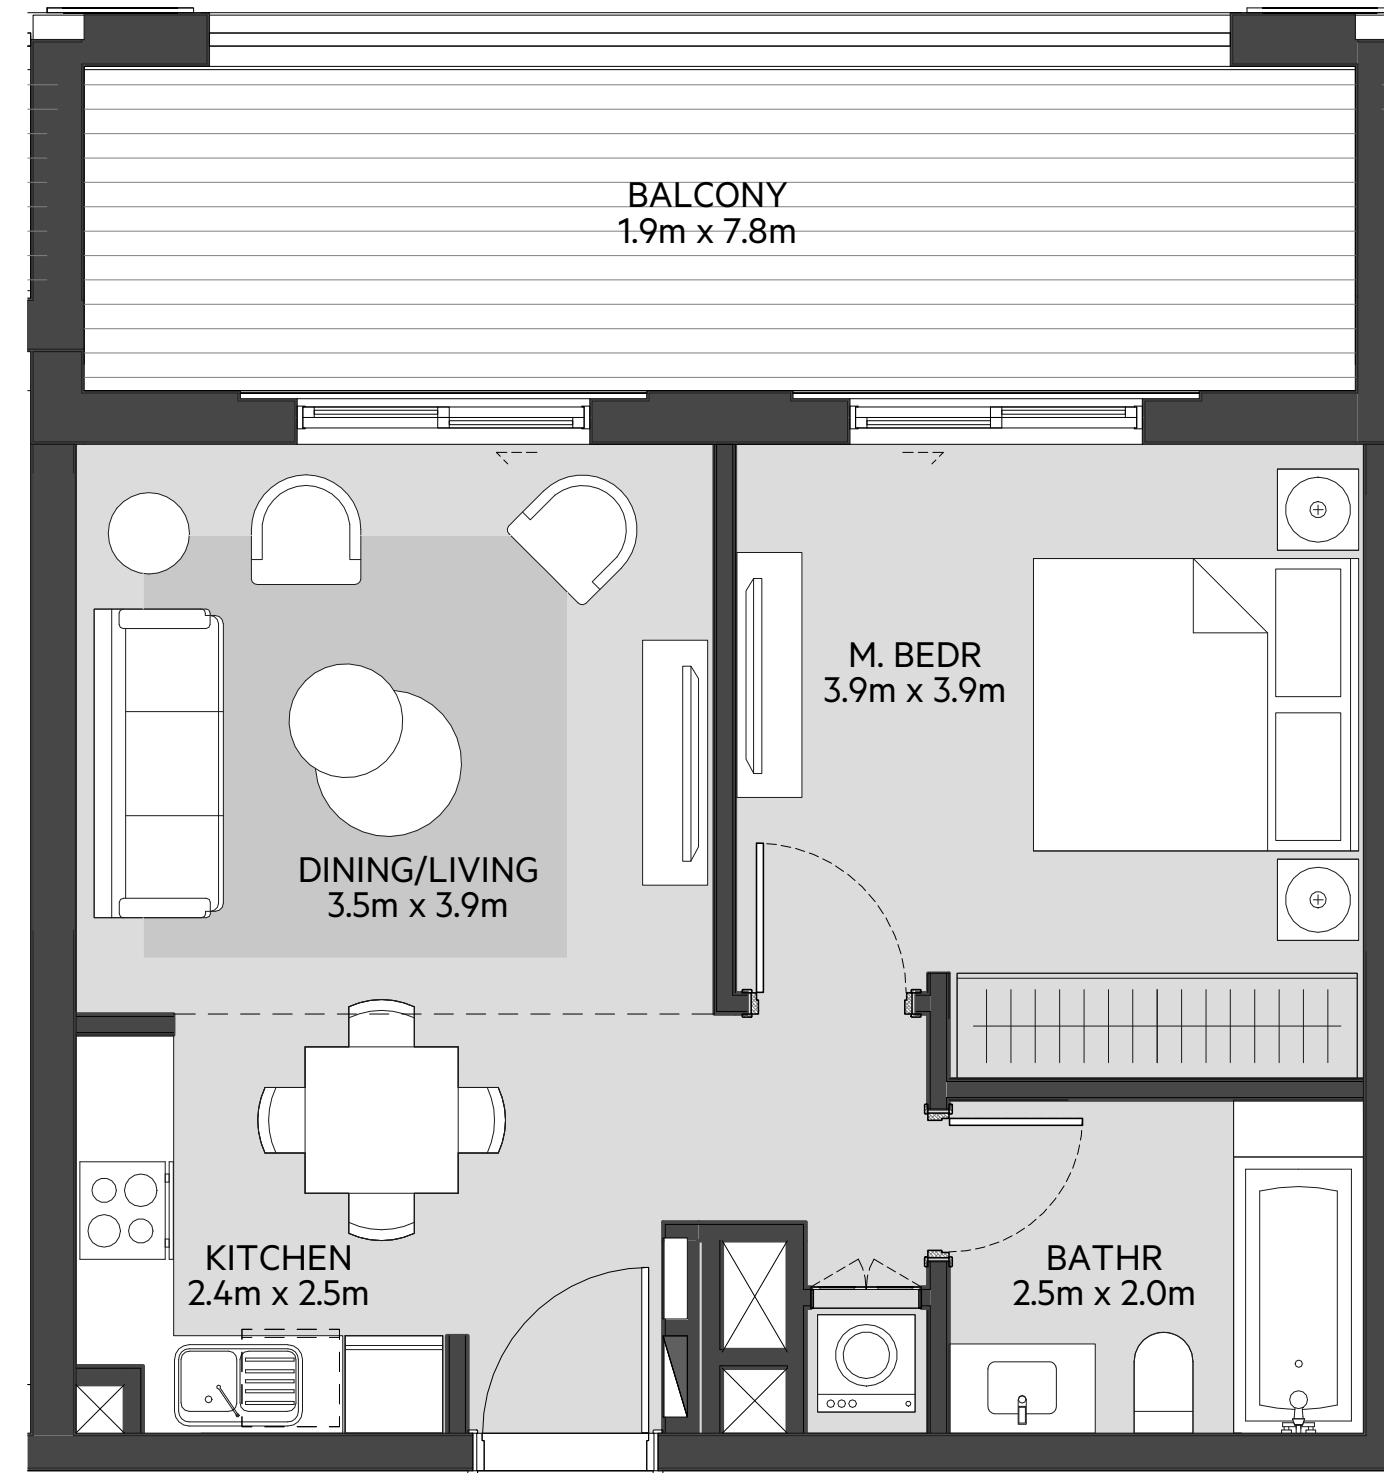 BALCONY
1.9m x 7.8m
M. BEDR
3.9m x 3.9m
DINING/LIVING
3.5m x 3.9m
KITCHEN
2.4m x 2.5m
BATHR
2.5m x 2.0m